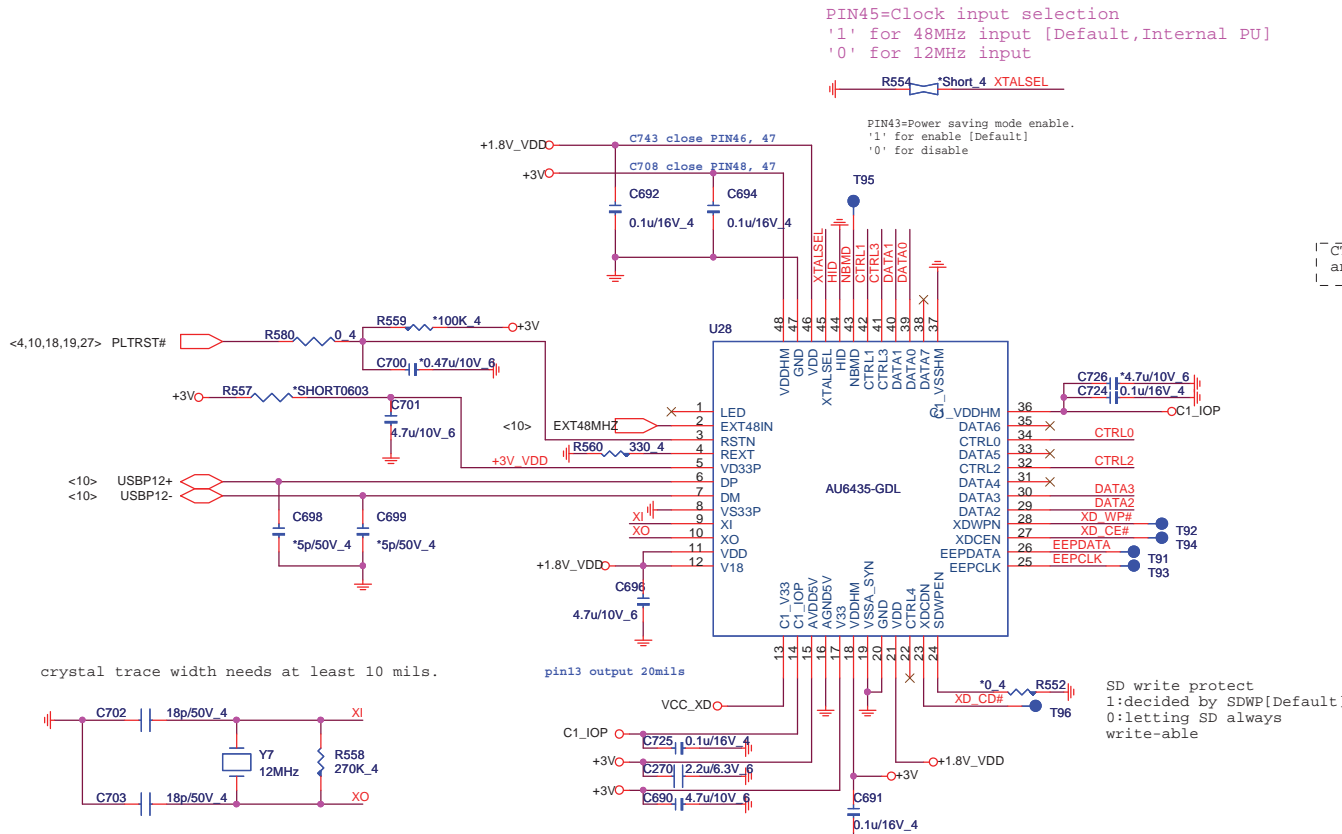 PIN45=Clock input selection
'1' for 48MHz input [Default,Internal PU]
'0' for 12MHz input
R554 *Short_4 XTALSEL
PIN43=Power saving mode enable.
'1' for enable [Default]
'0' for disable
+1.8V_VDD
C743 close PIN46, 47
+3V
C708 close PIN48, 47
C692
0.1u/16V_4
C694
0.1u/16V_4
T95
XTALSEL
HID
NBMD
CTRL1
CTRL3
DATA1
DATA0
48
47
46
45
44
43
42
41
40
39
38
37
U28
VDDHM
GND
VDD
XTALSEL
HID
NBMD
CTRL1
CTRL3
DATA1
DATA0
DATA7
C1_VSSHM
<4,10,18,19,27> PLTRST#
R580 0_4
R559 *100K_4
+3V
C700 *0.47u/10V_6
+3V
R557 *SHORT0603
C701
4.7u/10V_6
<10> EXT48MHZ
R560 330_4
+3V_VDD
<10> USBP12+
<10> USBP12-
C698
*5p/50V_4
C699
*5p/50V_4
XI
XO
+1.8V_VDD
C696
4.7u/10V_6
1 LED
2 EXT48IN
3 RSTN
4 REXT
5 VD33P
6 DP
7 DM
8 VS33P
9 XI
10 XO
11 VDD
12 V18
AU6435-GDL
C1_VDDHM 36
DATA6 35
CTRL0 34 CTRL0
DATA5 33
CTRL2 32 CTRL2
DATA4 31
DATA3 30 DATA3
DATA2 29 DATA2
XDWPN 28 XD_WP# T92
XDCEN 27 XD_CE# T94
EEPDATA 26 EEPDATA T91
EEPCLK 25 EEPCLK T93
C726 *4.7u/10V_6
C724 0.1u/16V_4
C1_IOP
C1_V33
C1_IOP
AVDD5V
AGND5V
V33
VDDHM
VSSA_SYN
GND
VDD
CTRL4
XDCDN
SDWPEN
13
14
15
16
17
18
19
20
21
22
23
24
pin13 output 20mils
VCC_XD
C1_IOP
C725 0.1u/16V_4
+3V
C270 2.2u/6.3V_6
+3V
C690 4.7u/10V_6
+1.8V_VDD
+3V
C691
0.1u/16V_4
*0_4 R552
XD_CD# T96
SD write protect
1:decided by SDWP[Default]
0:letting SD always
write-able
crystal trace width needs at least 10 mils.
C702 18p/50V_4 XI
Y7
12MHz
R558
270K_4
C703 18p/50V_4 XO